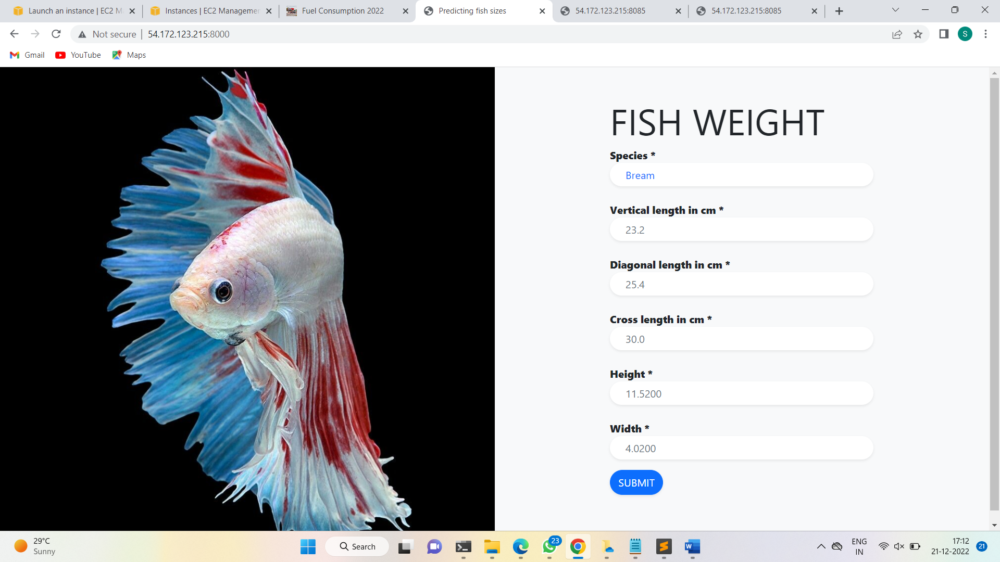 Launch an instance | EC2 M
Instances | EC2 Managemen
Fuel Consumption 2022
Predicting fish sizes
54.172.123.215:8085
54.172.123.215:8085
Not secure
54.172.123.215:8000
S
Gmail
YouTube
Maps
FISH WEIGHT
Species *
Bream
Vertical length in cm *
23.2
Diagonal length in cm *
25.4
Cross length in cm *
30.0
Height *
11.5200
Width *
4.0200
SUBMIT
29°C
Sunny
Search
23
W
ENG
IN
17:12
21-12-2022
21